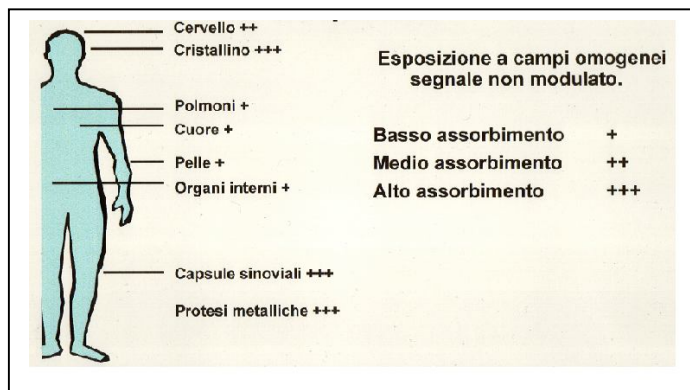 Cervello ++
Cristallino +++
Polmoni +
Cuore +
Pelle +
Organi interni +
Capsule sinoviali +++
Protesi metalliche +++
Esposizione a campi omogenei
segnale non modulato.
Basso assorbimento +
Medio assorbimento ++
Alto assorbimento +++